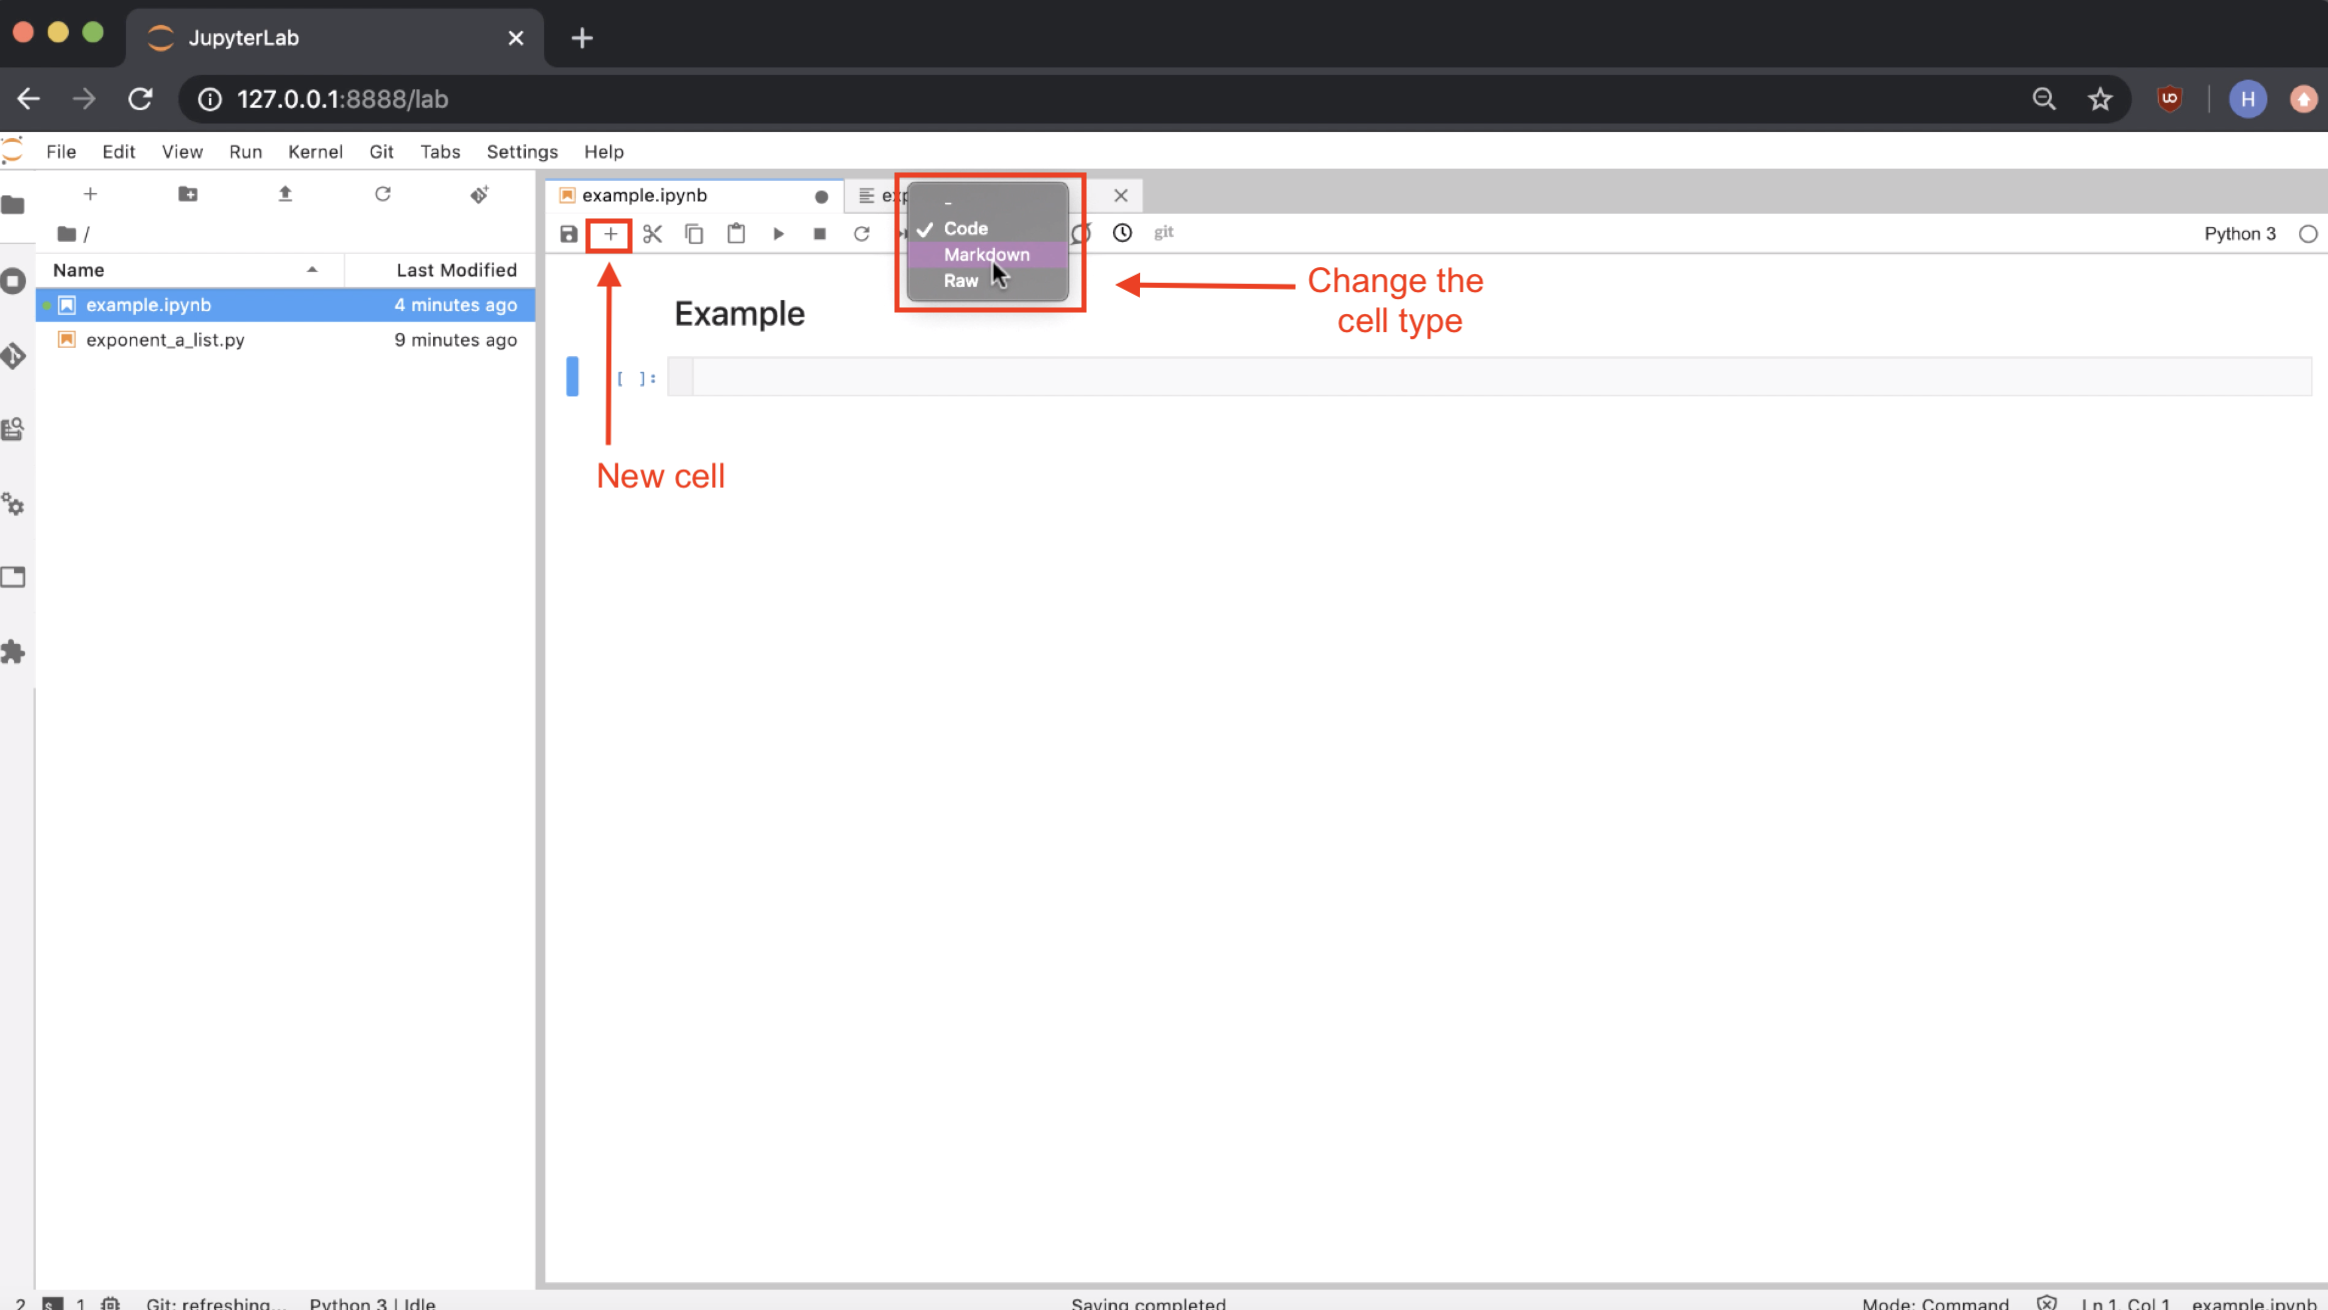 JupyterLab
127.0.0.1:8888/lab
H
File Edit View Run Kernel Git Tabs Settings Help
example.ipynb
exp
/
git
Python 3
-
Code
Markdown
Raw
Name Last Modified
example.ipynb 4 minutes ago
exponent_a_list.py 9 minutes ago
Example
Change the
cell type
[ ]:
New cell
2 1 Git: refreshing... Python 3 | Idle Saving completed Mode: Command Ln 1, Col 1 example.ipynb